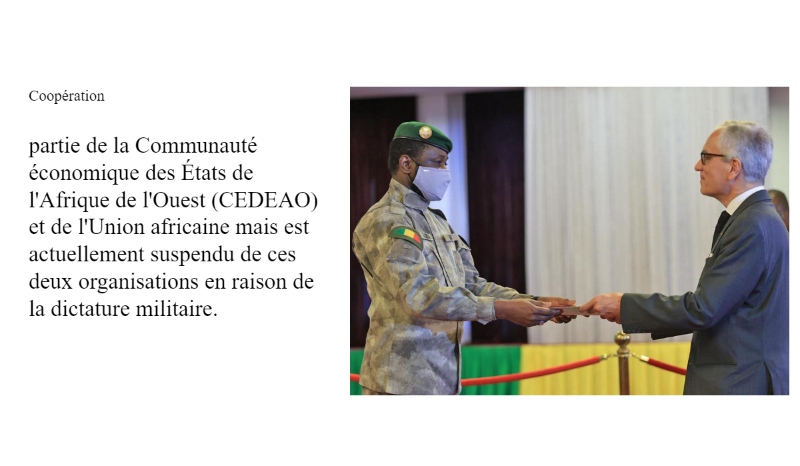 Coopération
partie de la Communauté
économique des États de
l'Afrique de l'Ouest (CEDEAO)
et de l'Union africaine mais est
actuellement suspendu de ces
deux organisations en raison de
la dictature militaire.